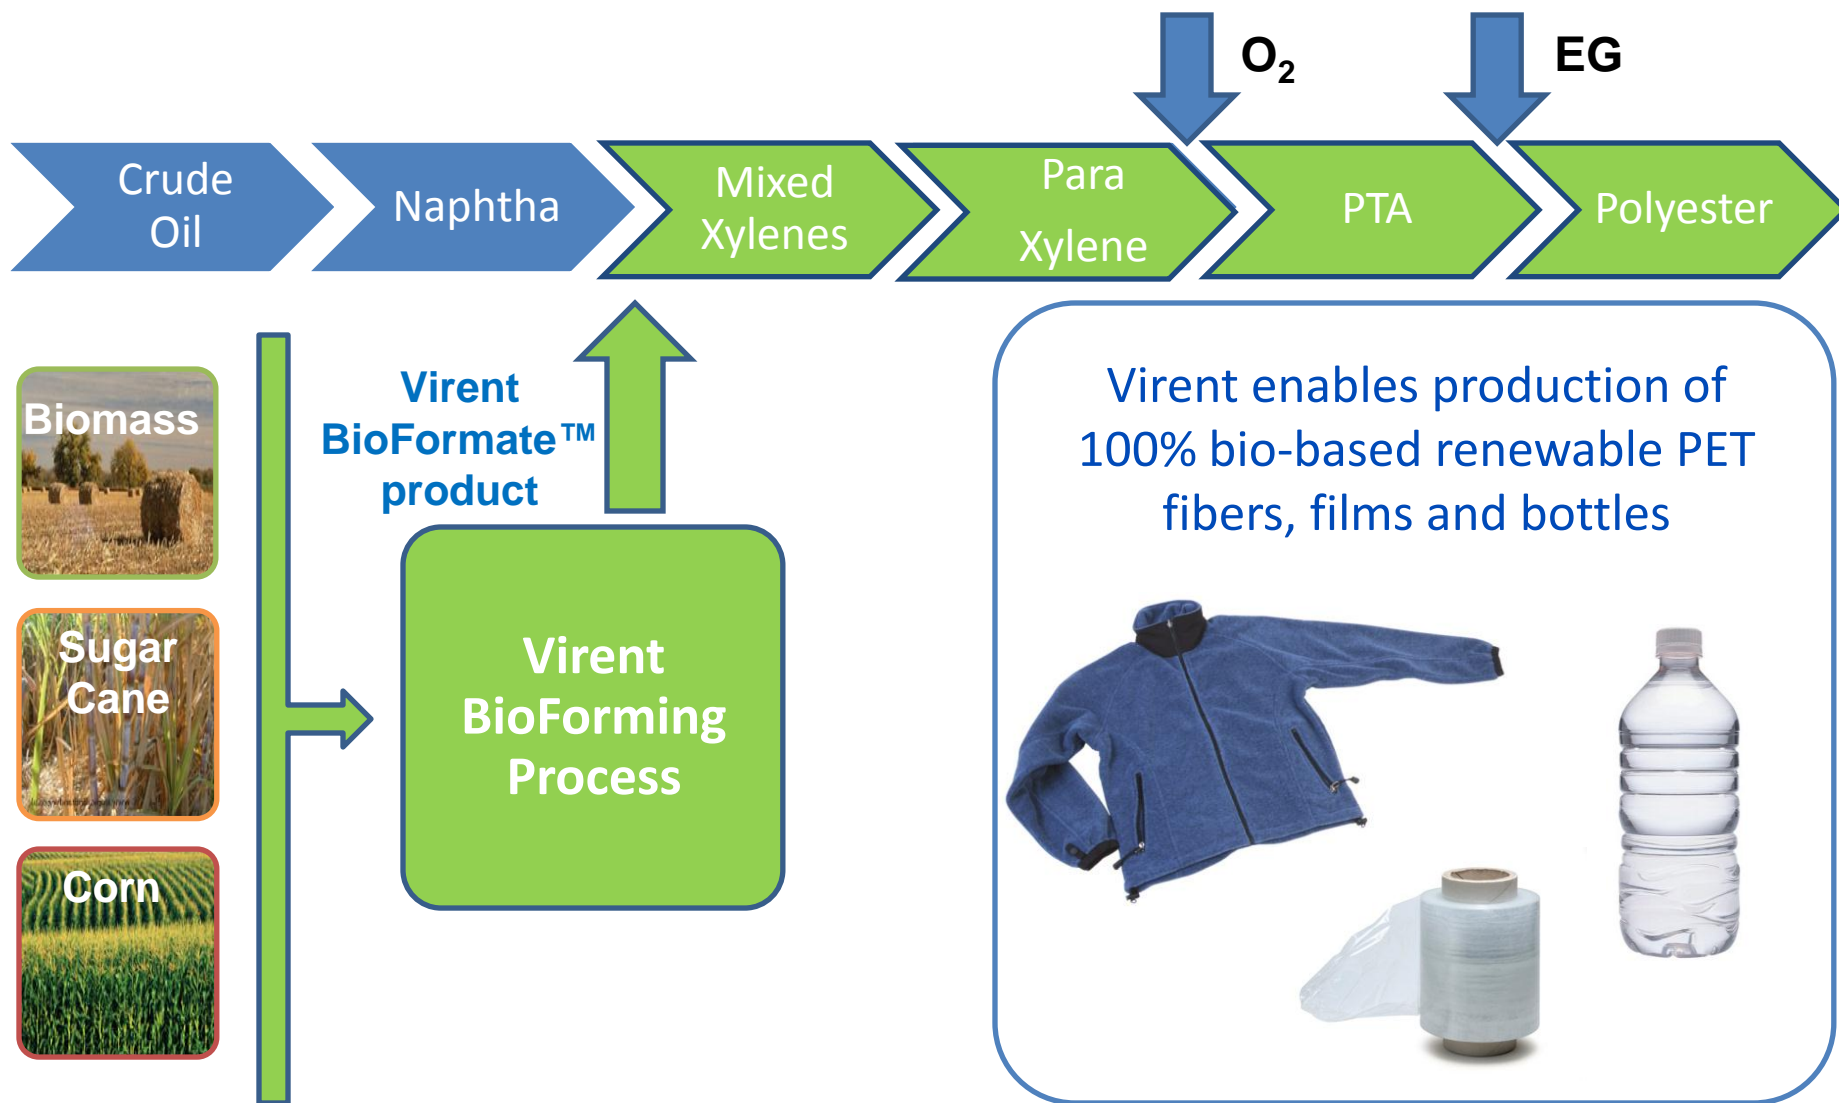 O₂
EG
Crude
Oil
Naphtha
Mixed
Xylenes
Para
Xylene
PTA
Polyester
Biomass
Sugar
Cane
Corn
Virent
BioFormate™
product
Virent
BioForming
Process
Virent enables production of
100% bio-based renewable PET
fibers, films and bottles